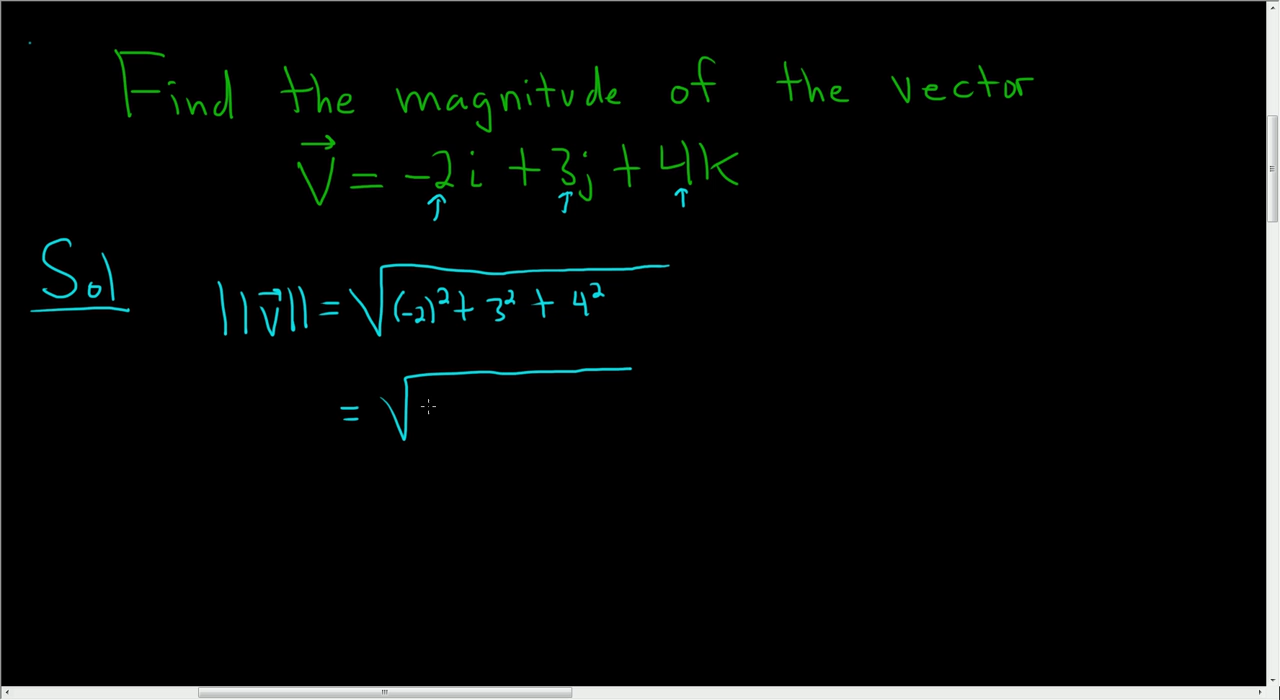 Find the magnitude of the vector
V⃗ = -2i + 3j + 4k
Sol
||v⃗|| = √((-2)² + 3² + 4²)
= √